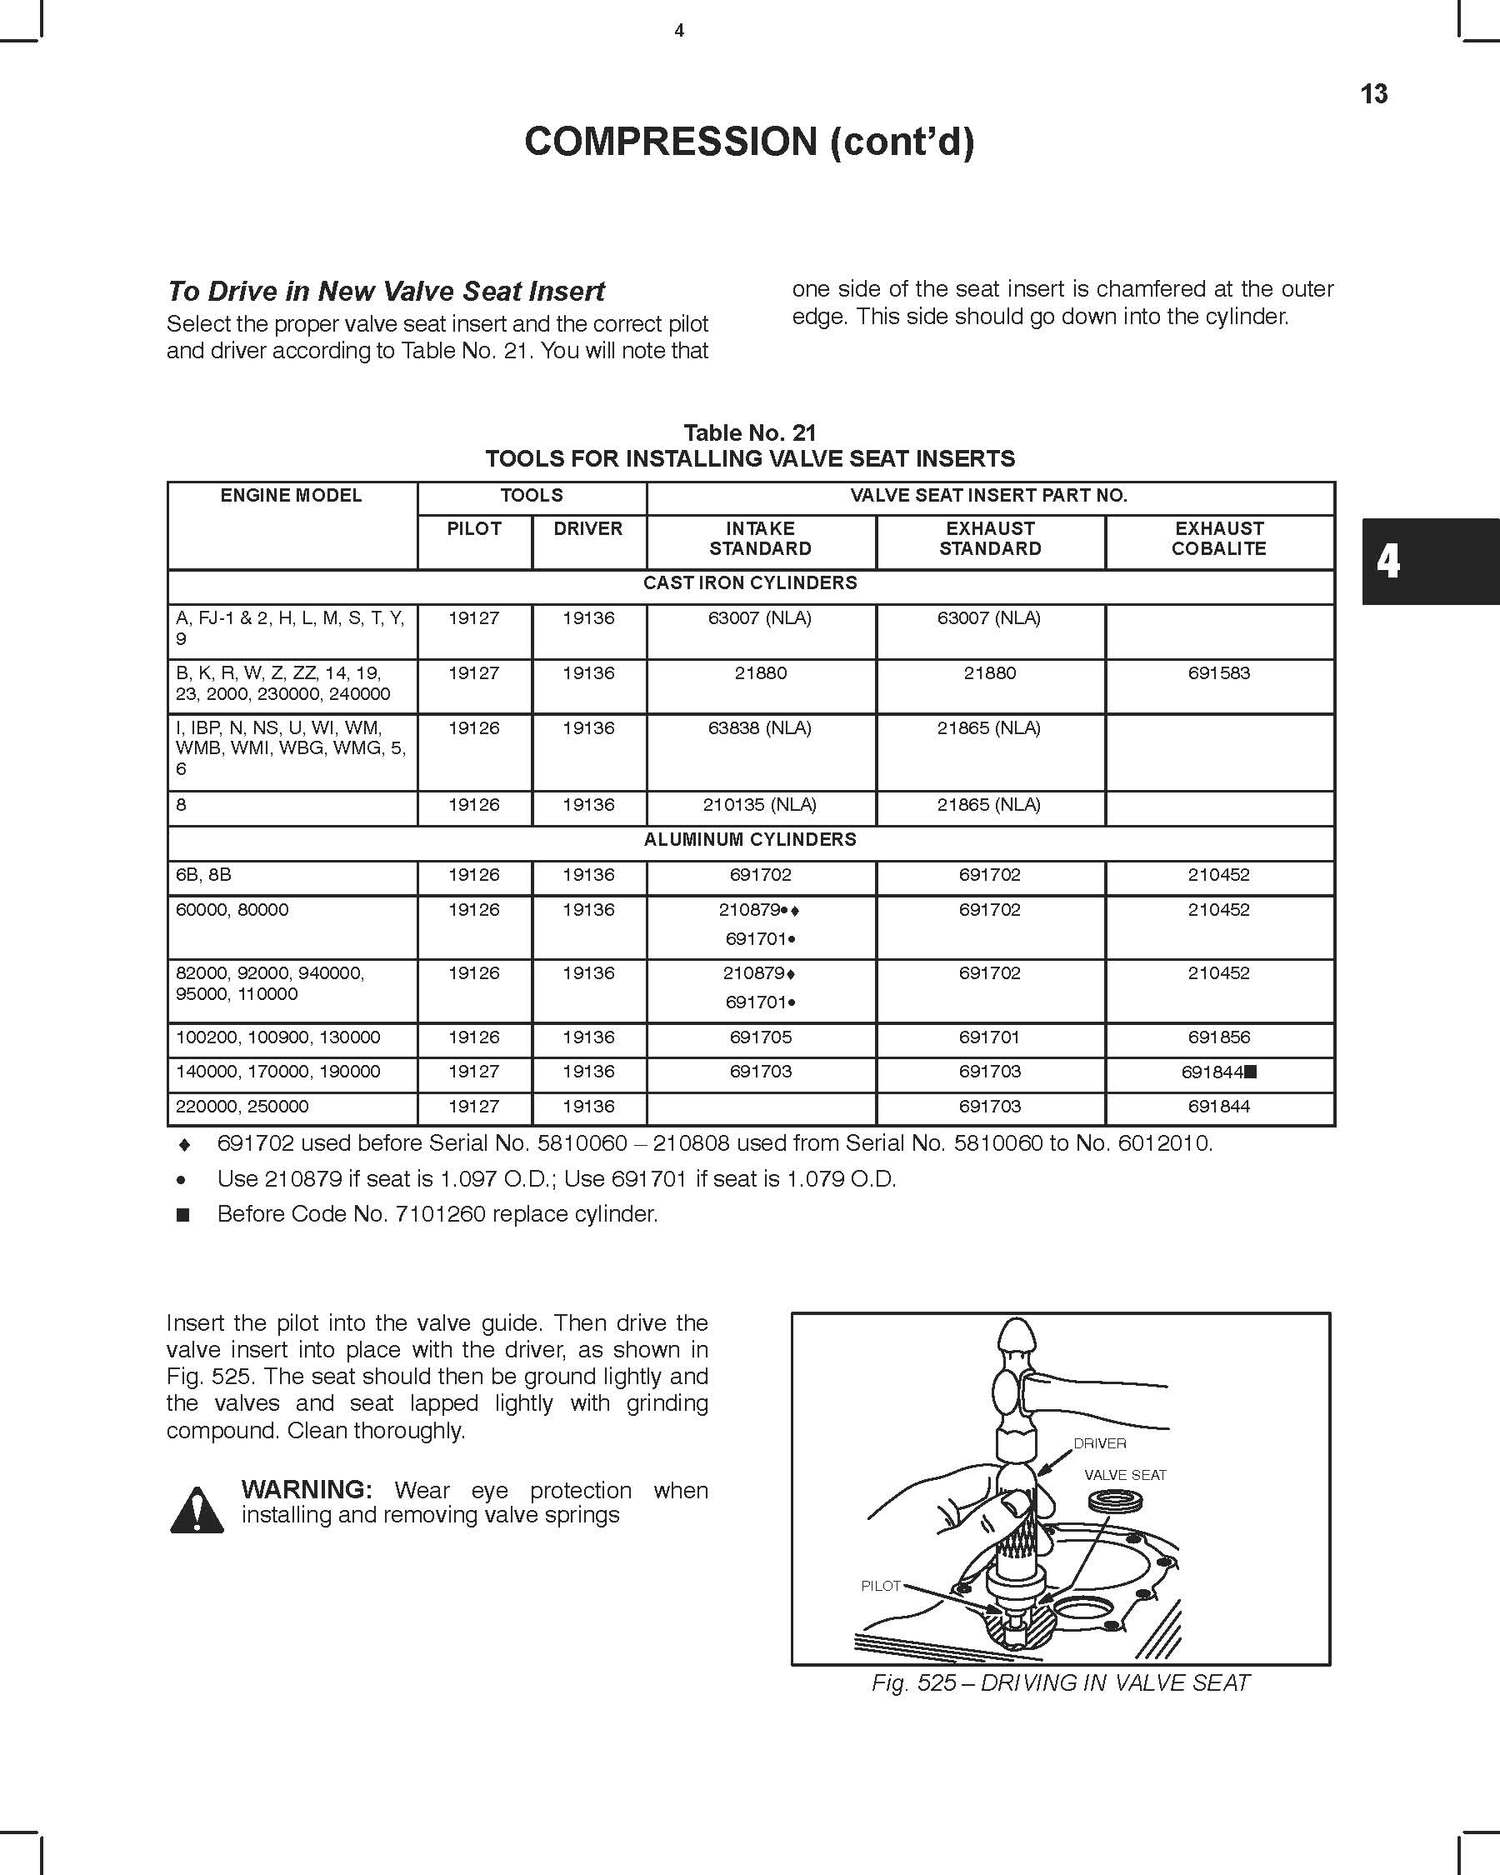 4
13
COMPRESSION (cont’d)
To Drive in New Valve Seat Insert
Select the proper valve seat insert and the correct pilot
and driver according to Table No. 21. You will note that
one side of the seat insert is chamfered at the outer
edge. This side should go down into the cylinder.
Table No. 21
TOOLS FOR INSTALLING VALVE SEAT INSERTS
ENGINE MODEL TOOLS VALVE SEAT INSERT PART NO.
PILOT DRIVER INTAKE STANDARD EXHAUST STANDARD EXHAUST COBALITE
CAST IRON CYLINDERS
A, FJ-1 & 2, H, L, M, S, T, Y, 19127 19136 63007 (NLA) 63007 (NLA)
9
B, K, R, W, Z, ZZ, 14, 19, 19127 19136 21880 21880 691583
23, 2000, 230000, 240000
I, IBP, N, NS, U, WI, WM, 19126 19136 63838 (NLA) 21865 (NLA)
WMB, WMI, WBG, WMG, 5,
6
8 19126 19136 210135 (NLA) 21865 (NLA)
ALUMINUM CYLINDERS
6B, 8B 19126 19136 691702 691702 210452
60000, 80000 19126 19136 210879●♦ 691702 210452
691701●
82000, 92000, 940000, 19126 19136 210879♦ 691702 210452
95000, 110000 691701●
100200, 100900, 130000 19126 19136 691705 691701 691856
140000, 170000, 190000 19127 19136 691703 691703 691844■
220000, 250000 19127 19136 691703 691844
♦ 691702 used before Serial No. 5810060 – 210808 used from Serial No. 5810060 to No. 6012010.
● Use 210879 if seat is 1.097 O.D.; Use 691701 if seat is 1.079 O.D.
■ Before Code No. 7101260 replace cylinder.
4
Insert the pilot into the valve guide. Then drive the
valve insert into place with the driver, as shown in
Fig. 525. The seat should then be ground lightly and
the valves and seat lapped lightly with grinding
compound. Clean thoroughly.
WARNING: Wear eye protection when
installing and removing valve springs
DRIVER
VALVE SEAT
PILOT
Fig. 525 – DRIVING IN VALVE SEAT